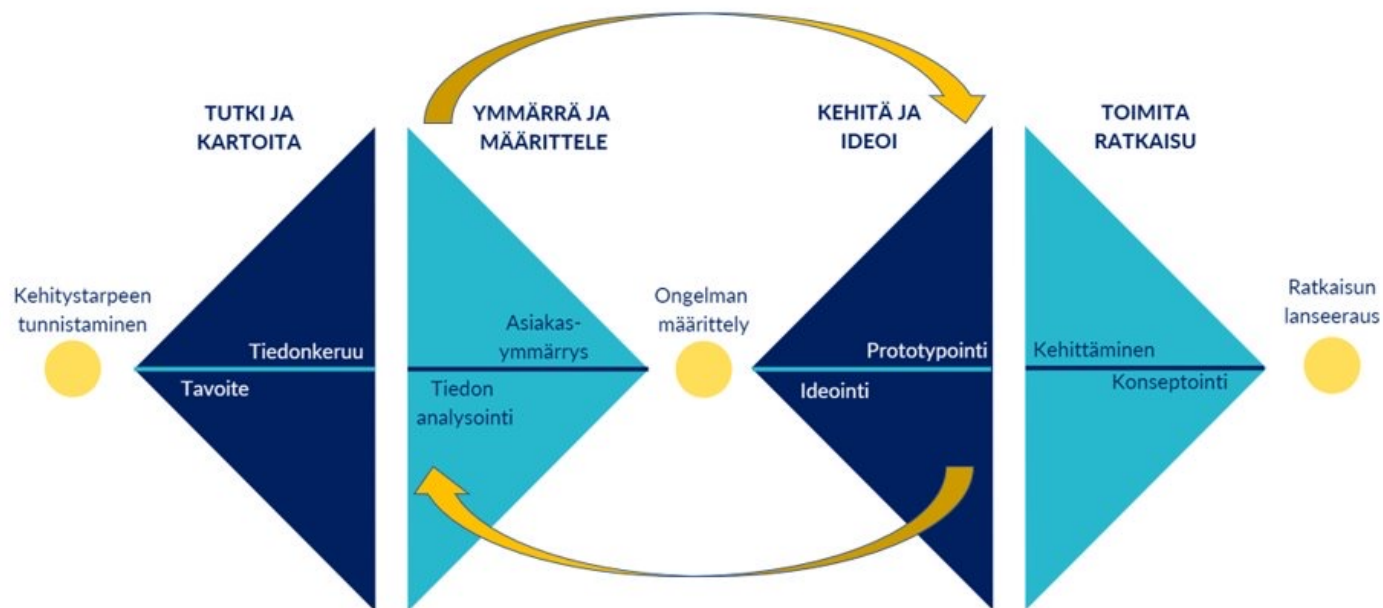 TUTKI JA
KARTOITA
YMMÄRRÄ JA
MÄÄRITTELE
KEHITÄ JA
IDEOI
TOIMITA
RATKAISU
Kehitystarpeen
tunnistaminen
Tiedonkeruu
Tavoite
Asiakas-
ymmärrys
Tiedon
analysointi
Ongelman
määrittely
Prototypointi
Ideointi
Kehittäminen
Konseptointi
Ratkaisun
lanseeraus